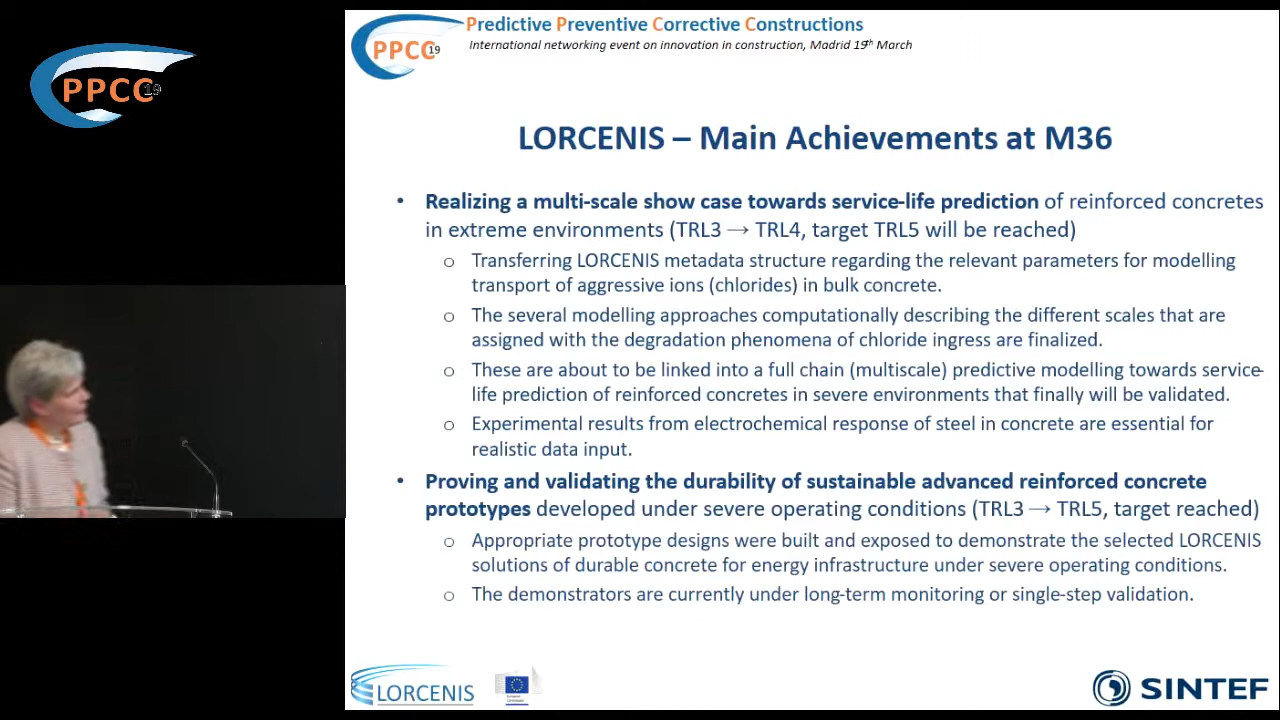 PPCC 19
PPCC 19
Predictive Preventive Corrective Constructions
International networking event on innovation in construction, Madrid 19th March
LORCENIS – Main Achievements at M36
• Realizing a multi-scale show case towards service-life prediction of reinforced concretes
in extreme environments (TRL3 → TRL4, target TRL5 will be reached)
o Transferring LORCENIS metadata structure regarding the relevant parameters for modelling
transport of aggressive ions (chlorides) in bulk concrete.
o The several modelling approaches computationally describing the different scales that are
assigned with the degradation phenomena of chloride ingress are finalized.
o These are about to be linked into a full chain (multiscale) predictive modelling towards service-
life prediction of reinforced concretes in severe environments that finally will be validated.
o Experimental results from electrochemical response of steel in concrete are essential for
realistic data input.
• Proving and validating the durability of sustainable advanced reinforced concrete
prototypes developed under severe operating conditions (TRL3 → TRL5, target reached)
o Appropriate prototype designs were built and exposed to demonstrate the selected LORCENIS
solutions of durable concrete for energy infrastructure under severe operating conditions.
o The demonstrators are currently under long-term monitoring or single-step validation.
LORCENIS
SINTEF